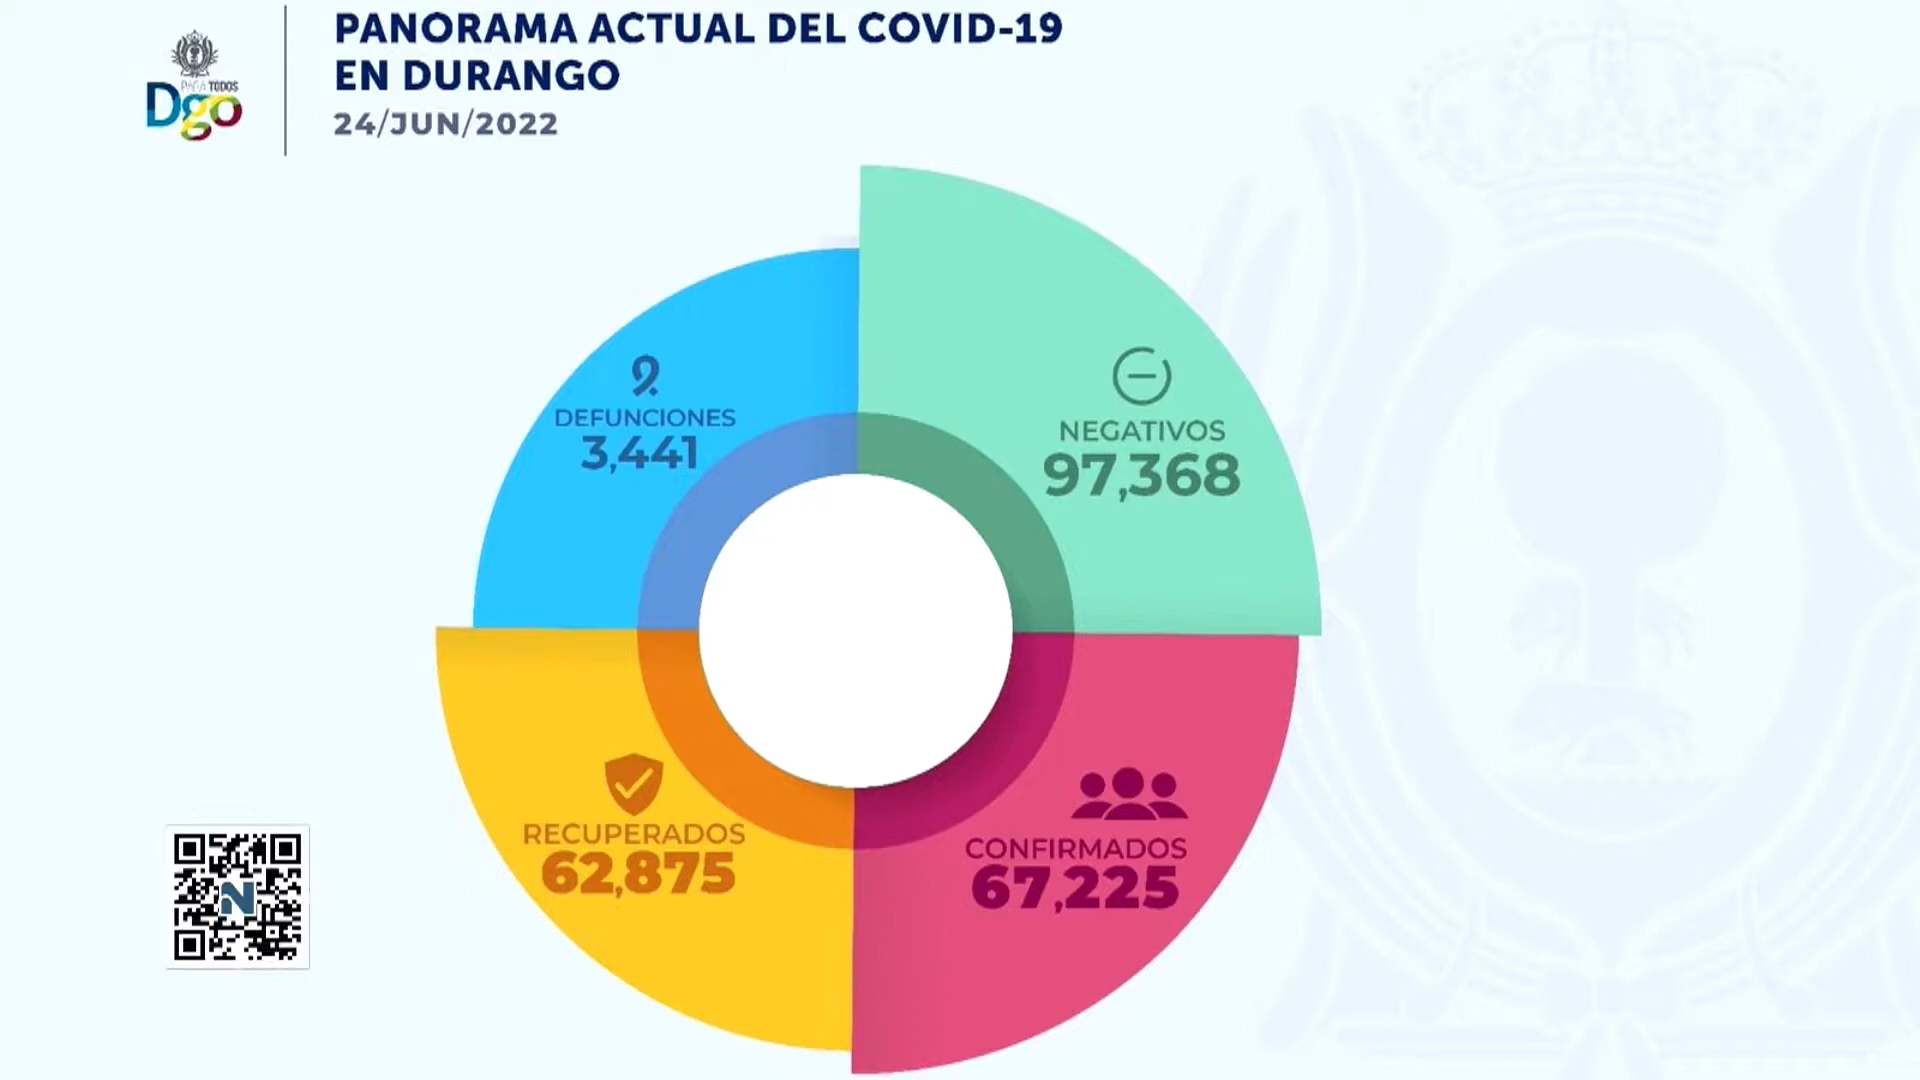 PANORAMA ACTUAL DEL COVID-19
EN DURANGO
24/JUN/2022
PARA TODOS
Dgo
DEFUNCIONES
3,441
NEGATIVOS
97,368
RECUPERADOS
62,875
CONFIRMADOS
67,225
N